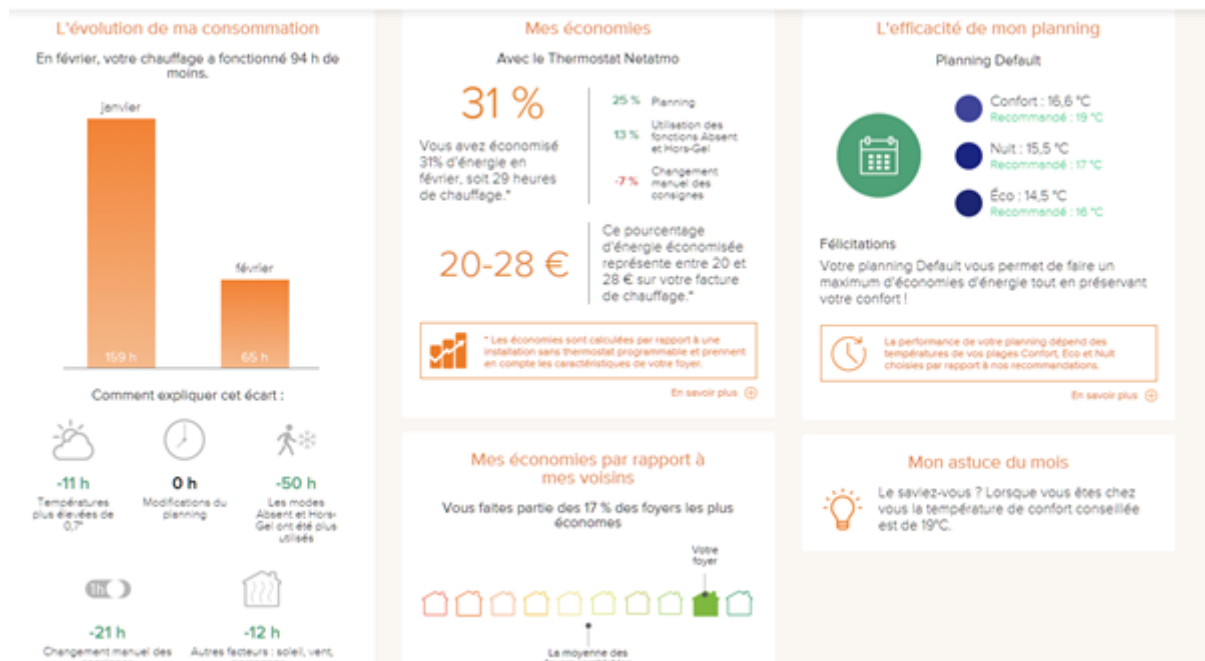 L'évolution de ma consommation
En février, votre chauffage a fonctionné 94 h de
moins.
janvier
février
159 h
65 h
Comment expliquer cet écart :
-11 h
Températures
plus élevées de
0,7°
0 h
Modifications du
planning
-50 h
Les modes
Absent et Hors-
Gel ont été plus
utilisés
1h
-21 h
Changement manuel des
-12 h
Autres facteurs : soleil, vent,
Mes économies
Avec le Thermostat Netatmo
31 %
Vous avez économisé
31% d'énergie en
février, soit 29 heures
de chauffage.*
25 % Planning
13 % Utilisation des
fonctions Absent
et Hors-Gel
-7 % Changement
manuel des
consignes
20-28 €
Ce pourcentage
d'énergie économisée
représente entre 20 et
28 € sur votre facture
de chauffage.*
* Les économies sont calculées par rapport à une
installation sans thermostat programmable et prennent
en compte les caractéristiques de votre foyer.
En savoir plus
Mes économies par rapport à
mes voisins
Vous faites partie des 17 % des foyers les plus
économes
Votre
foyer
La moyenne des
L'efficacité de mon planning
Planning Default
Confort : 16,6 °C
Recommandé : 19 °C
Nuit : 15,5 °C
Recommandé : 17 °C
Éco : 14,5 °C
Recommandé : 16 °C
Félicitations
Votre planning Default vous permet de faire un
maximum d'économies d'énergie tout en préservant
votre confort !
La performance de votre planning dépend des
températures de vos plages Confort, Eco et Nuit
choisies par rapport à nos recommandations.
En savoir plus
Mon astuce du mois
Le saviez-vous ? Lorsque vous êtes chez
vous la température de confort conseillée
est de 19°C.